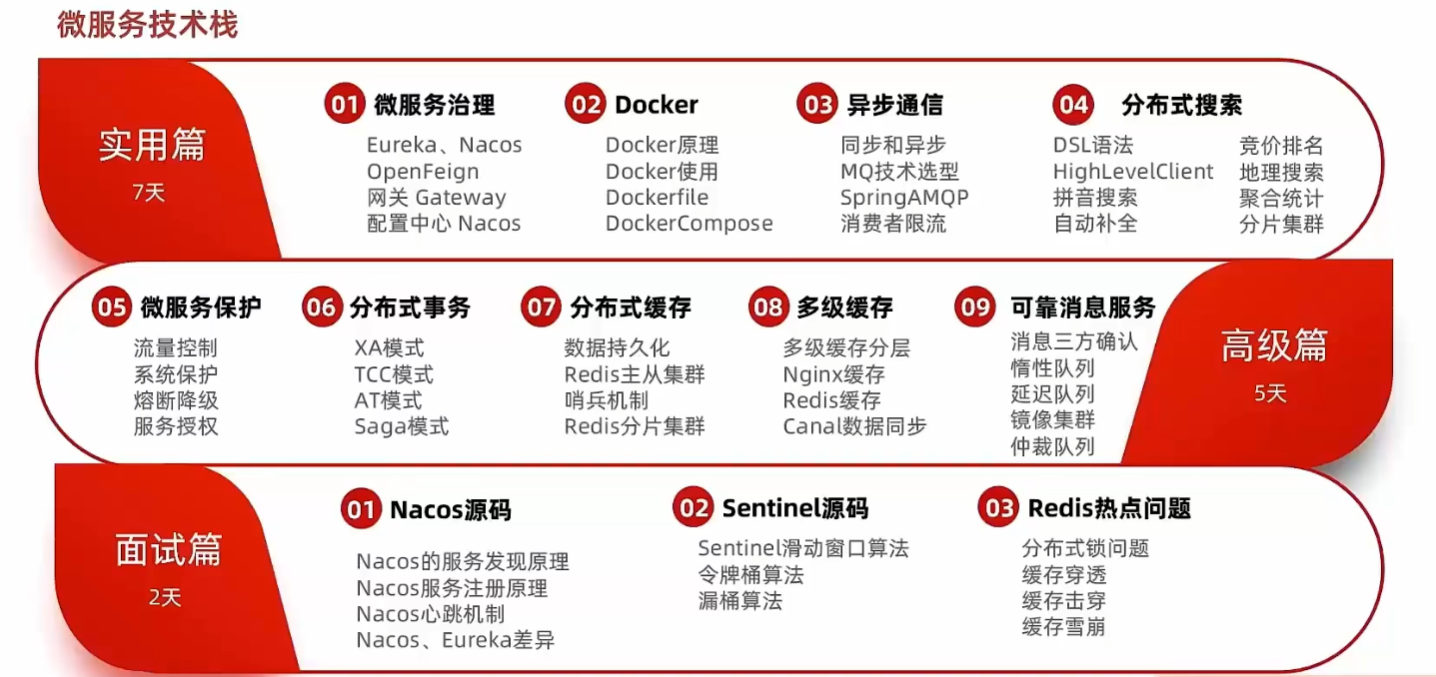 微服务技术栈
实用篇
7天
01 微服务治理
Eureka、Nacos
OpenFeign
网关 Gateway
配置中心 Nacos
02 Docker
Docker原理
Docker使用
Dockerfile
DockerCompose
03 异步通信
同步和异步
MQ技术选型
SpringAMQP
消费者限流
04 分布式搜索
DSL语法
HighLevelClient
拼音搜索
自动补全
竞价排名
地理搜索
聚合统计
分片集群
05 微服务保护
流量控制
系统保护
熔断降级
服务授权
06 分布式事务
XA模式
TCC模式
AT模式
Saga模式
07 分布式缓存
数据持久化
Redis主从集群
哨兵机制
Redis分片集群
08 多级缓存
多级缓存分层
Nginx缓存
Redis缓存
Canal数据同步
09 可靠消息服务
消息三方确认
惰性队列
延迟队列
镜像集群
仲裁队列
高级篇
5天
面试篇
2天
01 Nacos源码
Nacos的服务发现原理
Nacos服务注册原理
Nacos心跳机制
Nacos、Eureka差异
02 Sentinel源码
Sentinel滑动窗口算法
令牌桶算法
漏桶算法
03 Redis热点问题
分布式锁问题
缓存穿透
缓存击穿
缓存雪崩